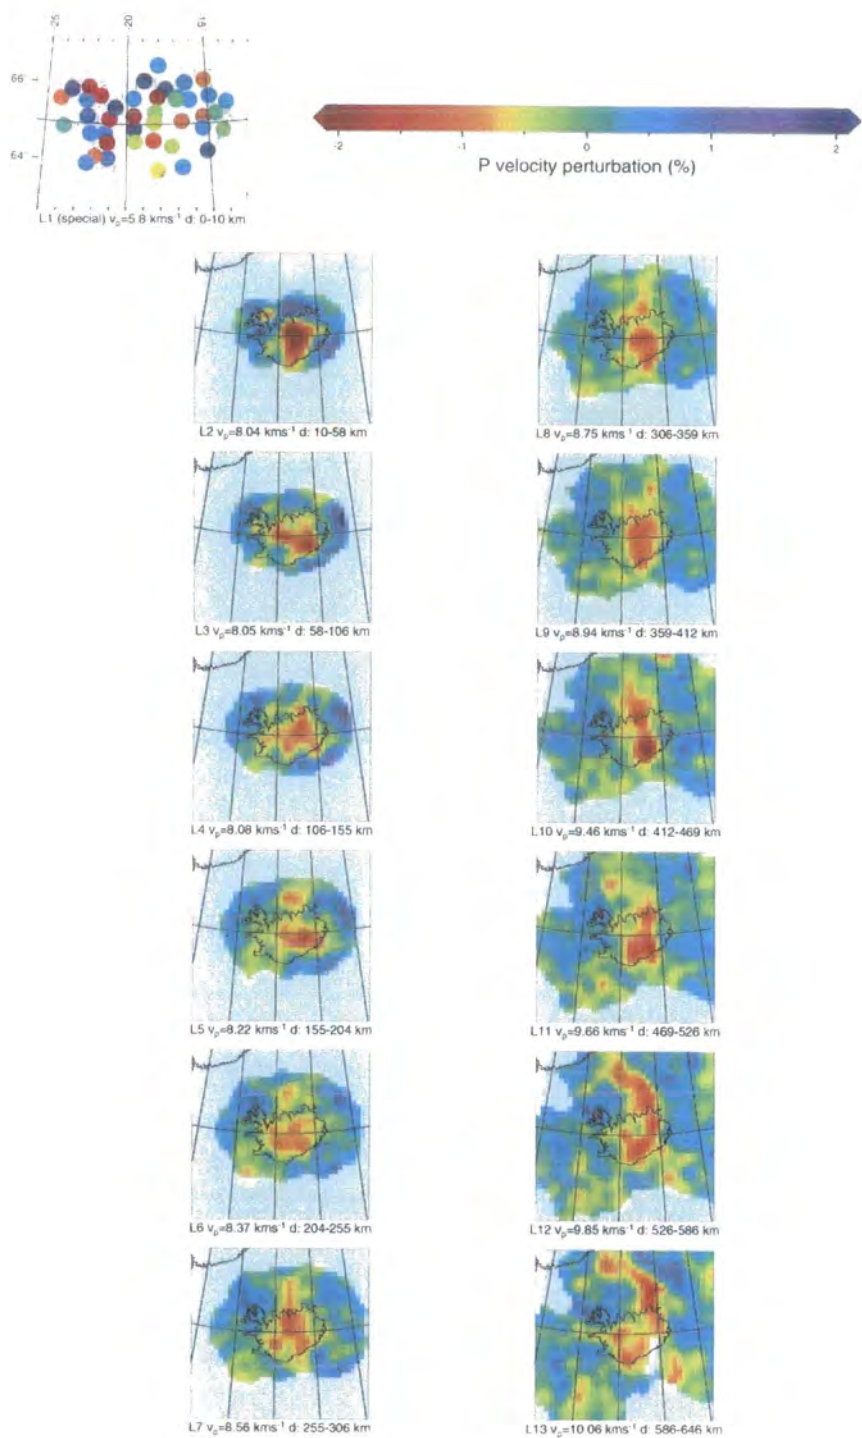 -25
-20
-15
66
64
L1 (special) vp=5.8 kms⁻¹ d: 0-10 km
-2 -1 0 1 2
P velocity perturbation (%)
L2 vp=8.04 kms⁻¹ d: 10-58 km
L8 vp=8.75 kms⁻¹ d: 306-359 km
L3 vp=8.05 kms⁻¹ d: 58-106 km
L9 vp=8.94 kms⁻¹ d: 359-412 km
L4 vp=8.08 kms⁻¹ d: 106-155 km
L10 vp=9.46 kms⁻¹ d: 412-469 km
L5 vp=8.22 kms⁻¹ d: 155-204 km
L11 vp=9.66 kms⁻¹ d: 469-526 km
L6 vp=8.37 kms⁻¹ d: 204-255 km
L12 vp=9.85 kms⁻¹ d: 526-586 km
L7 vp=8.56 kms⁻¹ d: 255-306 km
L13 vp=10.06 kms⁻¹ d: 586-646 km